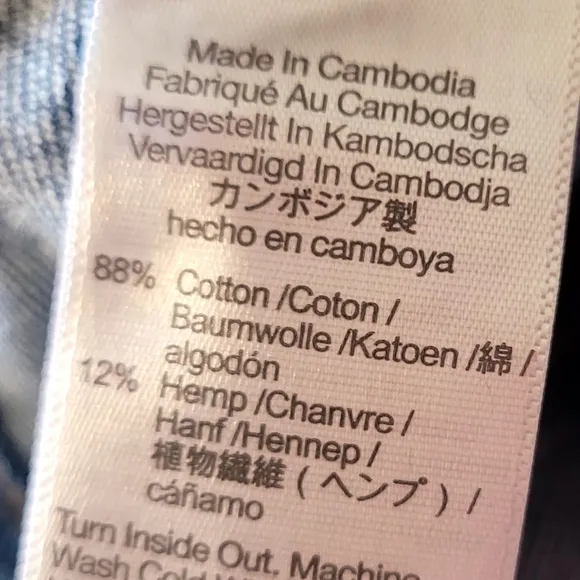 Made In Cambodia
Fabriqué Au Cambodge
Hergestellt In Kambodscha
Vervaardigd In Cambodja
カンボジア製
hecho en camboya
88% Cotton /Coton /
Baumwolle /Katoen /綿 /
algodón
12% Hemp /Chanvre /
Hanf /Hennep /
植物繊維 ( ヘンプ ) /
cáñamo
Turn Inside Out. Machine
Wash Cold